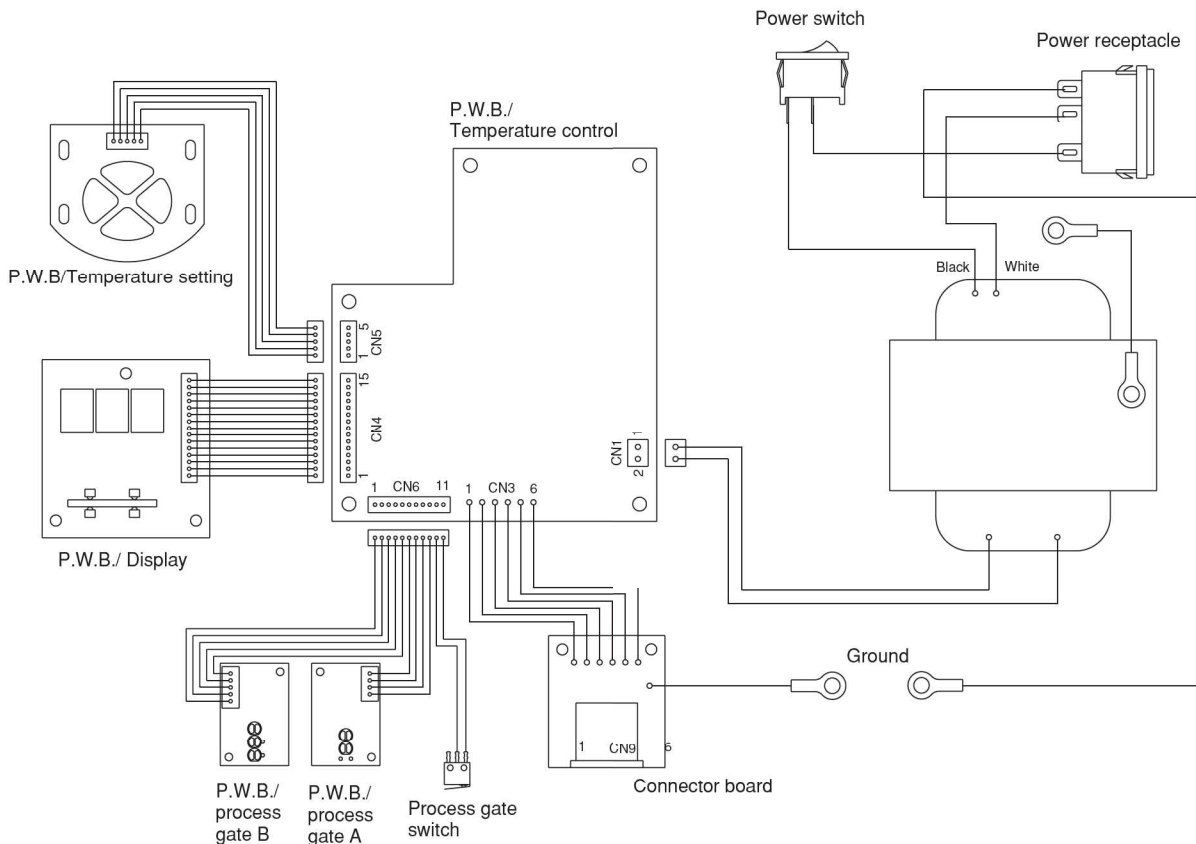 Power switch
Power receptacle
P.W.B./
Temperature control
P.W.B/Temperature setting
Black
White
5
CN5
1
15
CN4
1
CN1
1
2
1
CN6
11
1
CN3
6
P.W.B./ Display
Ground
1
CN9
6
Connector board
P.W.B./
process
gate B
P.W.B./
process
gate A
Process gate
switch